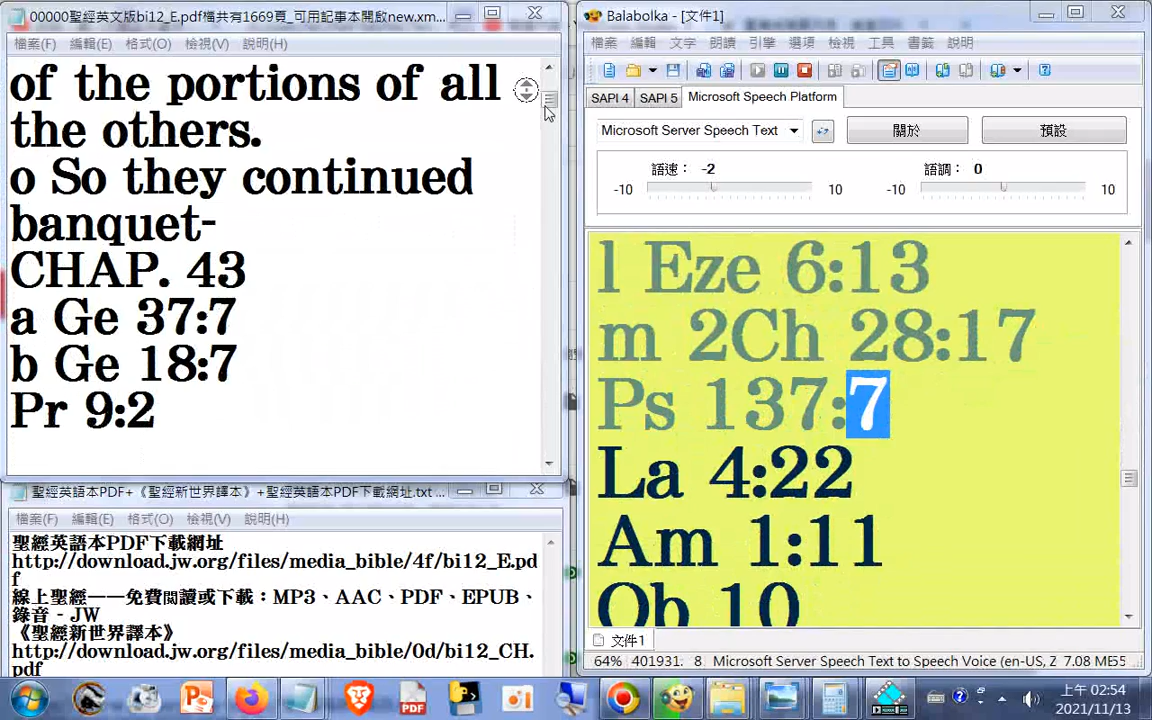 00000聖經英文版bi12_E.pdf檔共有1669頁_可用記事本開啟new.xm...
檔案(F) 編輯(E) 格式(O) 檢視(V) 說明(H)
of the portions of all
the others.
o So they continued
banquet-
CHAP. 43
a Ge 37:7
b Ge 18:7
Pr 9:2
聖經英語本PDF+《聖經新世界譯本》+聖經英語本PDF下載網址.txt ...
檔案(F) 編輯(E) 格式(O) 檢視(V) 說明(H)
聖經英語本PDF下載網址
http://download.jw.org/files/media_bible/4f/bi12_E.pd
f
線上聖經——免費閱讀或下載：MP3、AAC、PDF、EPUB、
錄音 - JW
《聖經新世界譯本》
http://download.jw.org/files/media_bible/0d/bi12_CH.
pdf
Balabolka - [文件1]
檔案 編輯 文字 朗讀 引擎 選項 檢視 工具 書籤 說明
SAPI 4 SAPI 5 Microsoft Speech Platform
Microsoft Server Speech Text 關於 預設
語速： -2 語調： 0
-10 10 -10 10
l Eze 6:13
m 2Ch 28:17
Ps 137:7
La 4:22
Am 1:11
Ob 10
文件1
64% 401931. 8 Microsoft Server Speech Text to Speech Voice (en-US, Z 7.08 ME55
PDF
上午 02:54
2021/11/13